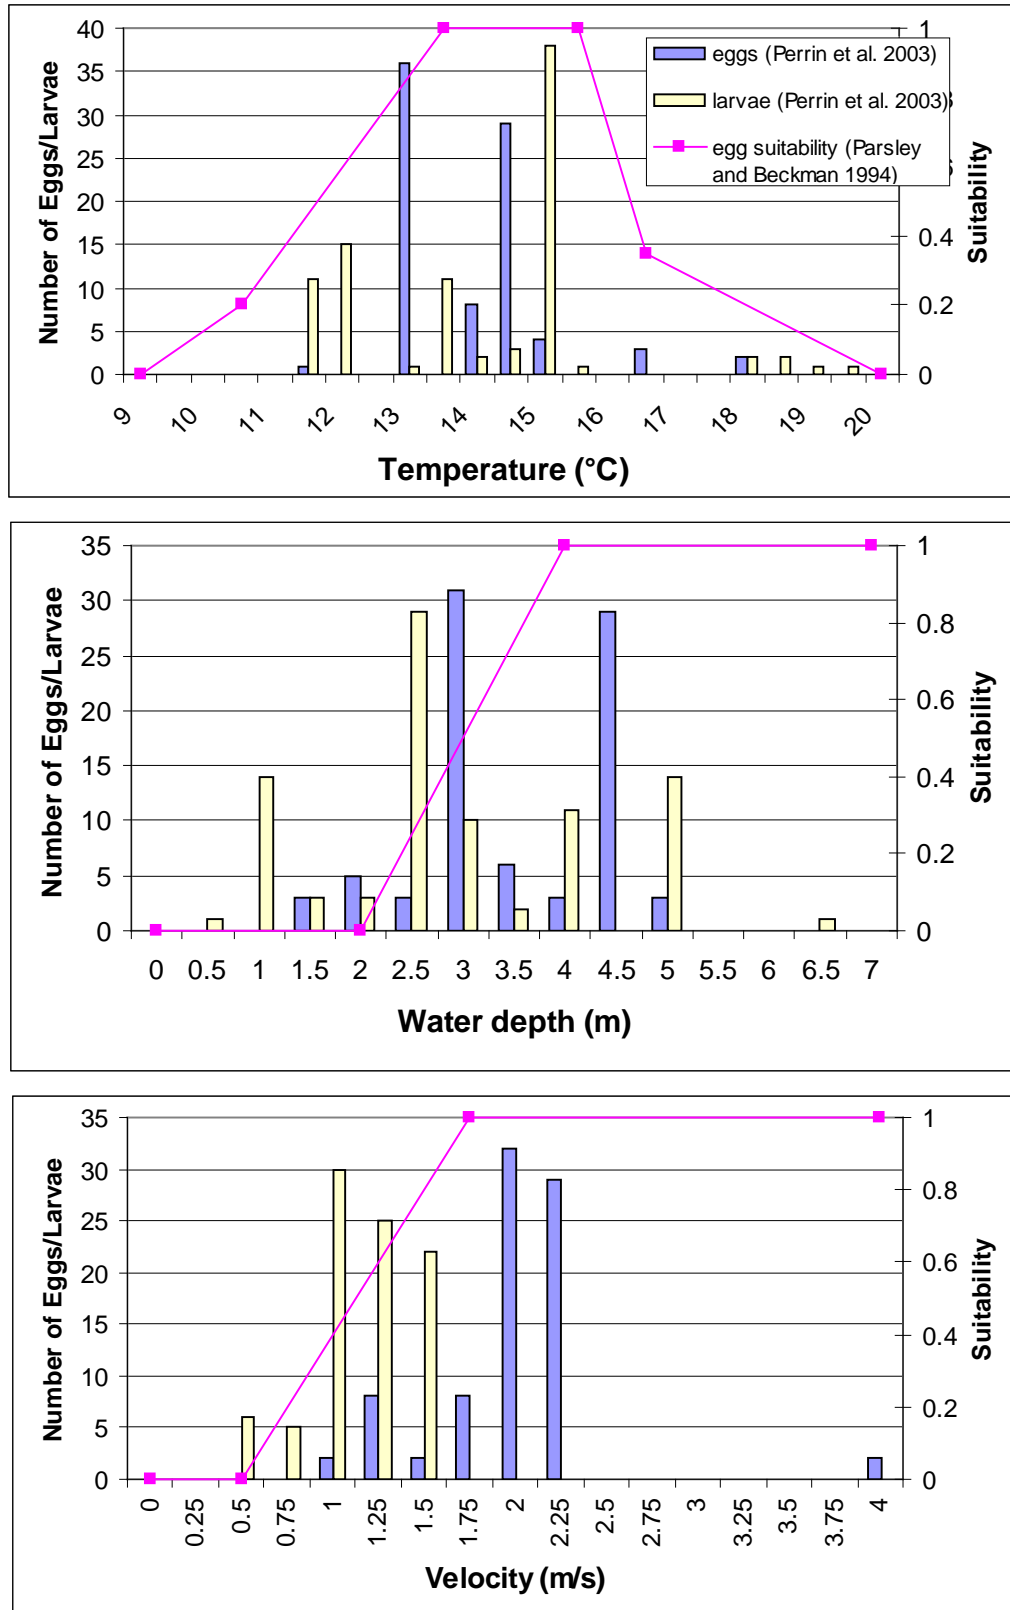 40
35
30
25
20
15
10
5
0
Number of Eggs/Larvae
1
0.4
0.2
0
Suitability
eggs (Perrin et al. 2003)
larvae (Perrin et al. 2003)
egg suitability (Parsley
and Beckman 1994)
9 10 11 12 13 14 15 16 17 18 19 20
Temperature (°C)
35
30
25
20
15
10
5
0
Number of Eggs/Larvae
1
0.8
0.6
0.4
0.2
0
Suitability
0 0.5 1 1.5 2 2.5 3 3.5 4 4.5 5 5.5 6 6.5 7
Water depth (m)
35
30
25
20
15
10
5
0
Number of Eggs/Larvae
1
0.8
0.6
0.4
0.2
0
Suitability
0 0.25 0.5 0.75 1 1.25 1.5 1.75 2 2.25 2.5 2.75 3 3.25 3.5 3.75 4
Velocity (m/s)